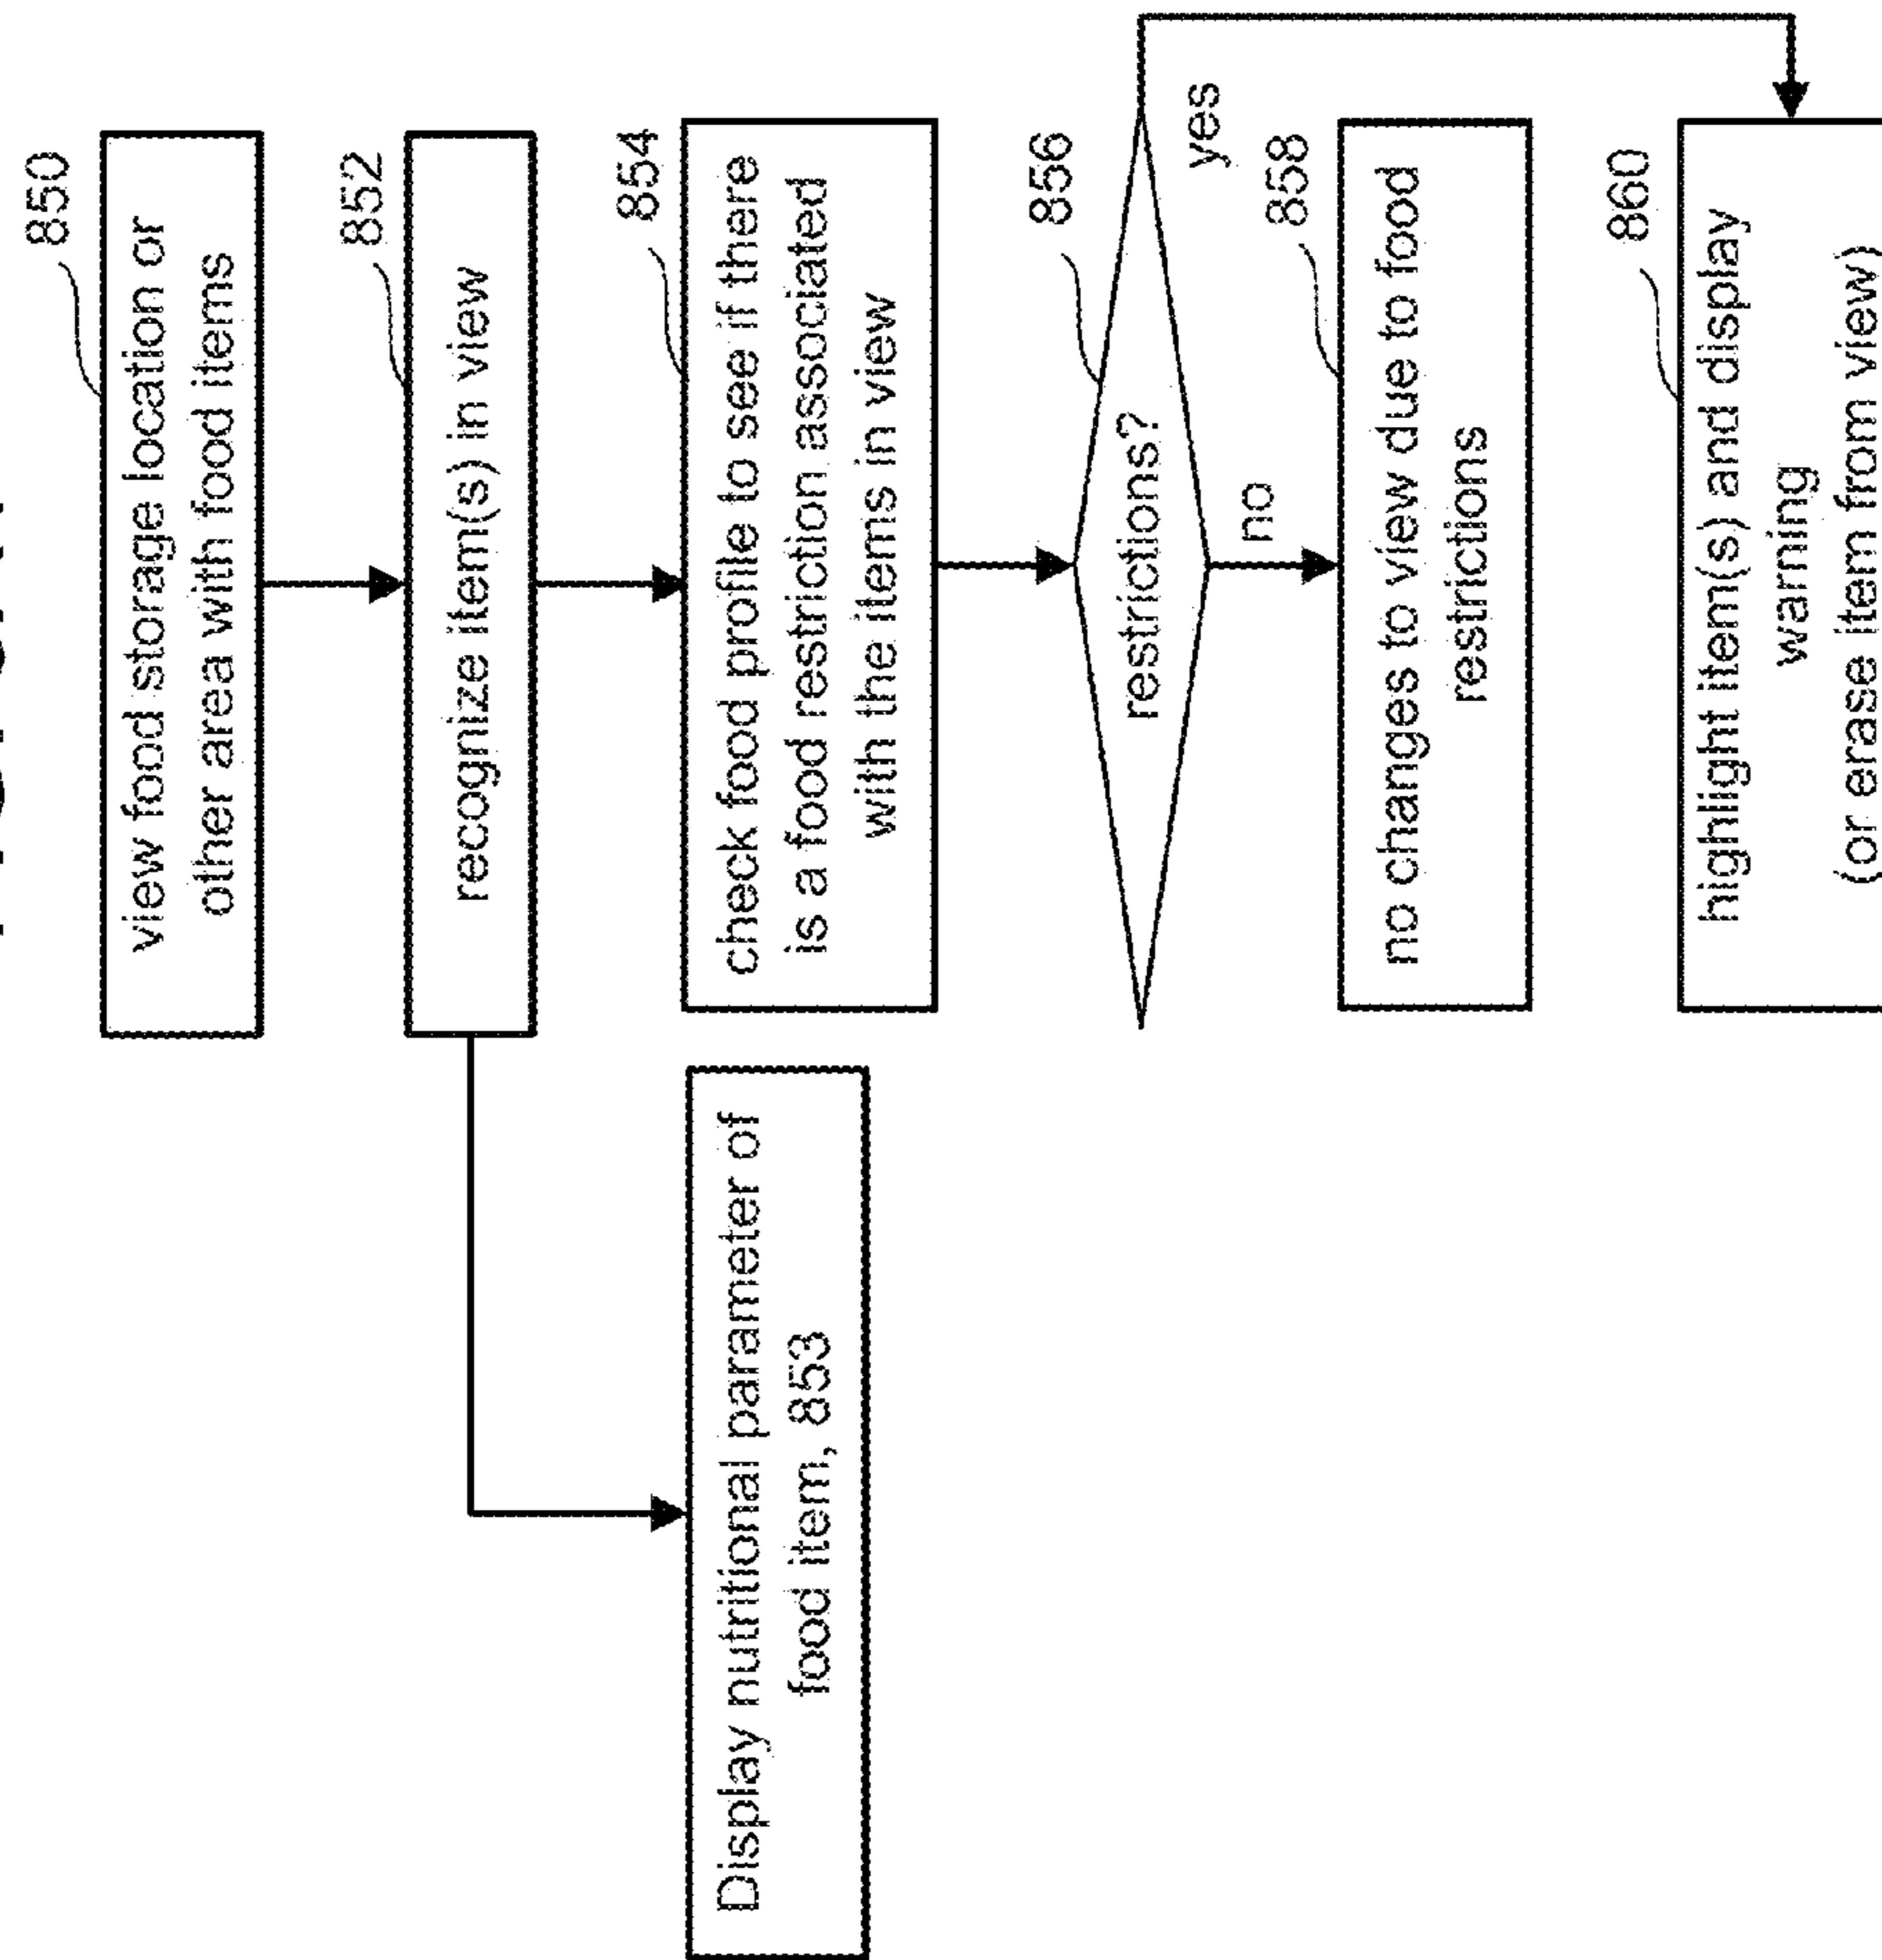 850
view food storage location or
other area with food items
852
recognize item(s) in view
Display nutritional parameter of
food item, 853
854
check food profile to see if there
is a food restriction associated
with the items in view
856
restrictions?
yes
no
858
no changes to view due to food
restrictions
860
highlight item(s) and display
warning
(or erase item from view)